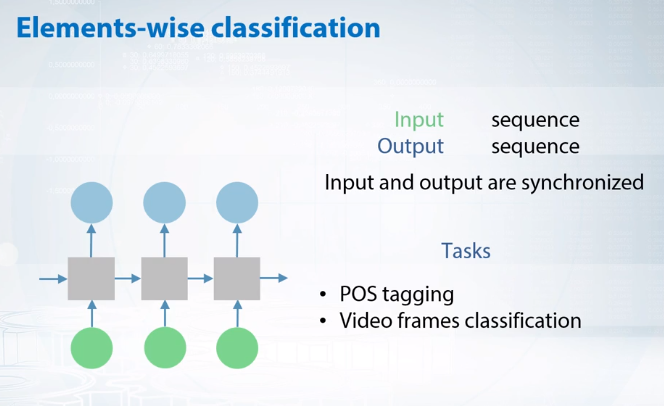 Elements-wise classification
Input sequence
Output sequence
Input and output are synchronized
Tasks
• POS tagging
• Video frames classification